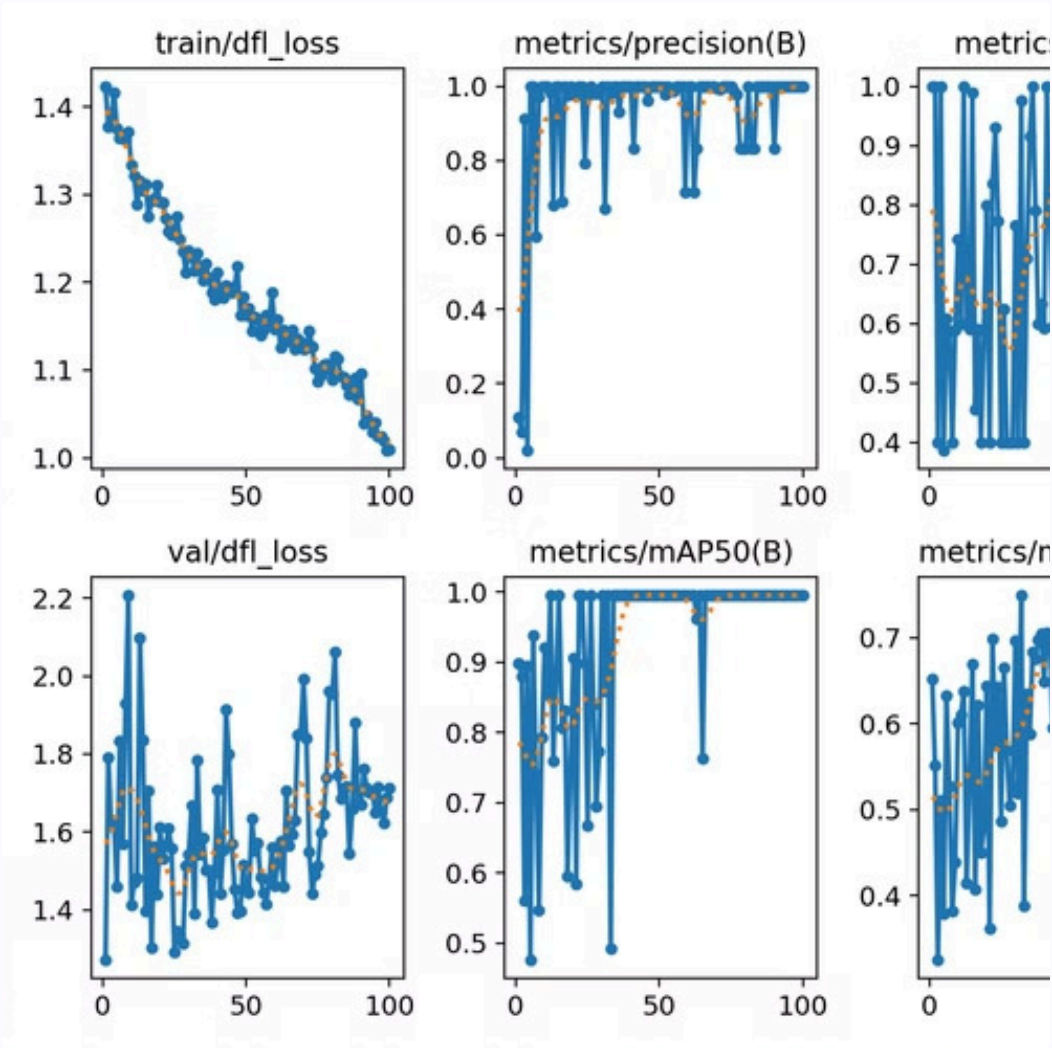 train/dfl_loss metrics/precision(B) metrics
1.4 1.0 1.0
0.9
1.3 0.8 0.8
0.6 0.7
1.2
0.4 0.6
1.1 0.2 0.5
1.0 0.0 0.4
0 50 100 0 50 100 0
val/dfl_loss metrics/mAP50(B) metrics/m
2.2 1.0
2.0 0.9 0.7
1.8 0.8 0.6
0.7
1.6 0.6 0.5
1.4 0.5 0.4
0 50 100 0 50 100 0